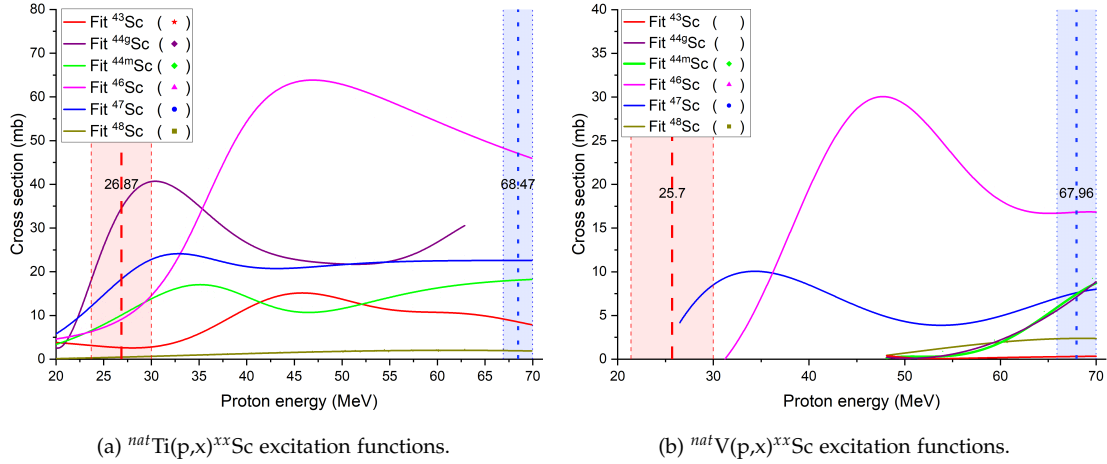 80
70
60
50
40
30
20
10
0
Cross section (mb)
Fit ⁴³Sc ( ★ )
Fit ⁴⁴ᵍSc ( ◆ )
Fit ⁴⁴ᵐSc ( ◆ )
Fit ⁴⁶Sc ( ▲ )
Fit ⁴⁷Sc ( ● )
Fit ⁴⁸Sc ( ■ )
26.87
68.47
20 25 30 35 40 45 50 55 60 65 70
Proton energy (MeV)
(a) ⁿᵃᵗTi(p,x)ˣˣSc excitation functions.
40
35
30
25
20
15
10
5
0
Cross section (mb)
Fit ⁴³Sc ( )
Fit ⁴⁴ᵍSc ( )
Fit ⁴⁴ᵐSc ( ◆ )
Fit ⁴⁶Sc ( ▲ )
Fit ⁴⁷Sc ( ● )
Fit ⁴⁸Sc ( ■ )
25.7
67,96
20 30 40 50 60 70
Proton energy (MeV)
(b) ⁿᵃᵗV(p,x)ˣˣSc excitation functions.